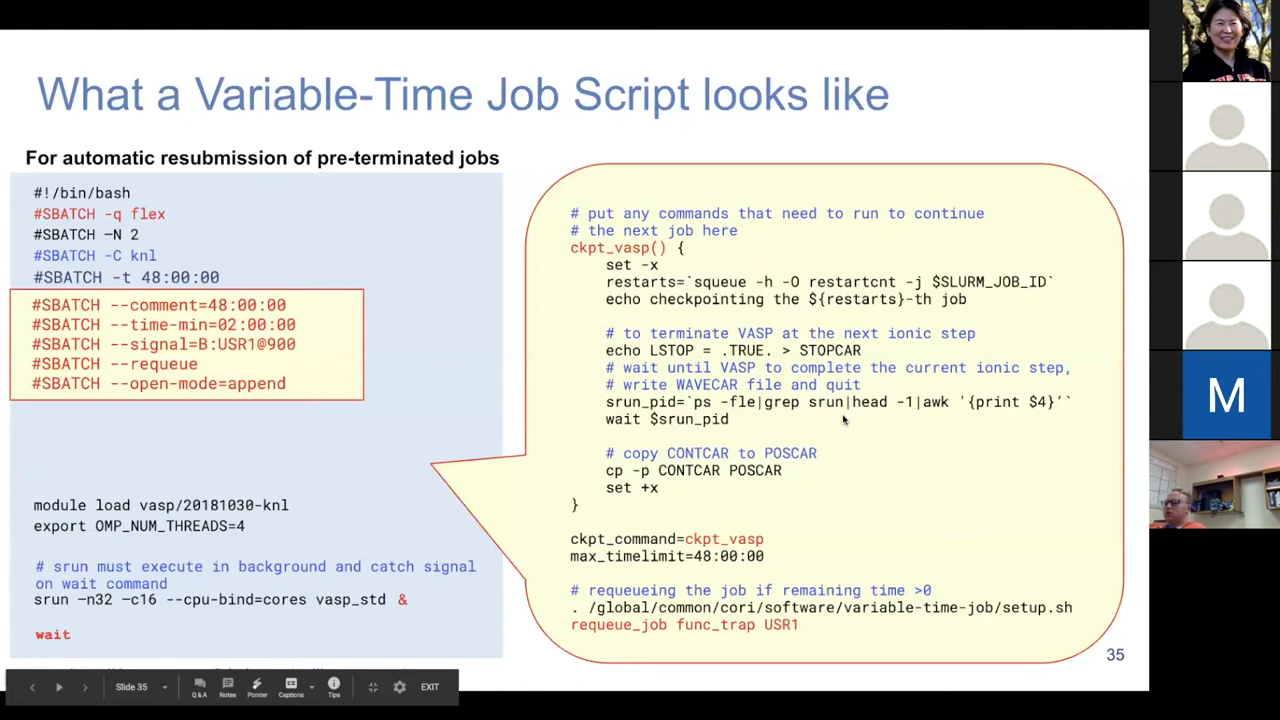 What a Variable-Time Job Script looks like
For automatic resubmission of pre-terminated jobs
#!/bin/bash
#SBATCH -q flex
#SBATCH –N 2
#SBATCH -C knl
#SBATCH -t 48:00:00
#SBATCH --comment=48:00:00
#SBATCH --time-min=02:00:00
#SBATCH --signal=B:USR1@900
#SBATCH --requeue
#SBATCH --open-mode=append
module load vasp/20181030-knl
export OMP_NUM_THREADS=4
# srun must execute in background and catch signal
on wait command
srun –n32 –c16 --cpu-bind=cores vasp_std &
wait
# put any commands that need to run to continue
# the next job here
ckpt_vasp() {
set -x
restarts=`squeue -h -O restartcnt -j $SLURM_JOB_ID`
echo checkpointing the ${restarts}-th job
# to terminate VASP at the next ionic step
echo LSTOP = .TRUE. > STOPCAR
# wait until VASP to complete the current ionic step,
# write WAVECAR file and quit
srun_pid=`ps -fle|grep srun|head -1|awk '{print $4}'`
wait $srun_pid
# copy CONTCAR to POSCAR
cp -p CONTCAR POSCAR
set +x
}
ckpt_command=ckpt_vasp
max_timelimit=48:00:00
# requeueing the job if remaining time >0
. /global/common/cori/software/variable-time-job/setup.sh
requeue_job func_trap USR1
35
Slide 35
Q & A
Notes
Pointer
Captions
Tips
EXIT
M